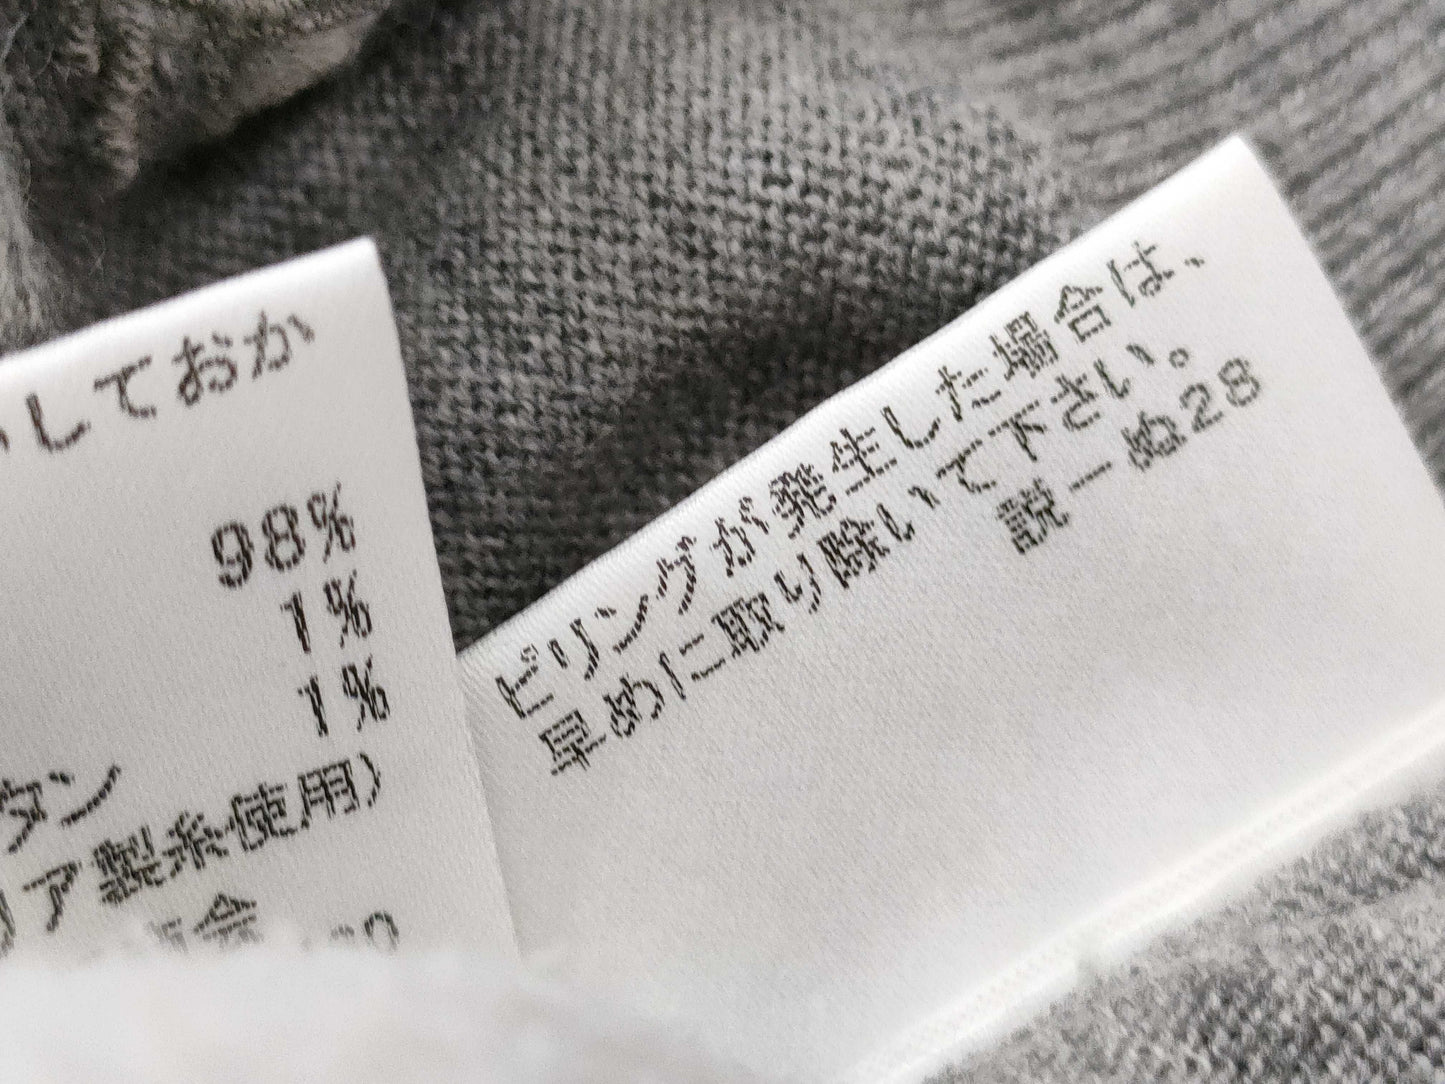 しておか
98%
1%
1%
タン
リア製糸使用)
ピリングが発生した場合は、
早めに取り除いて下さい。
説一ぬ28